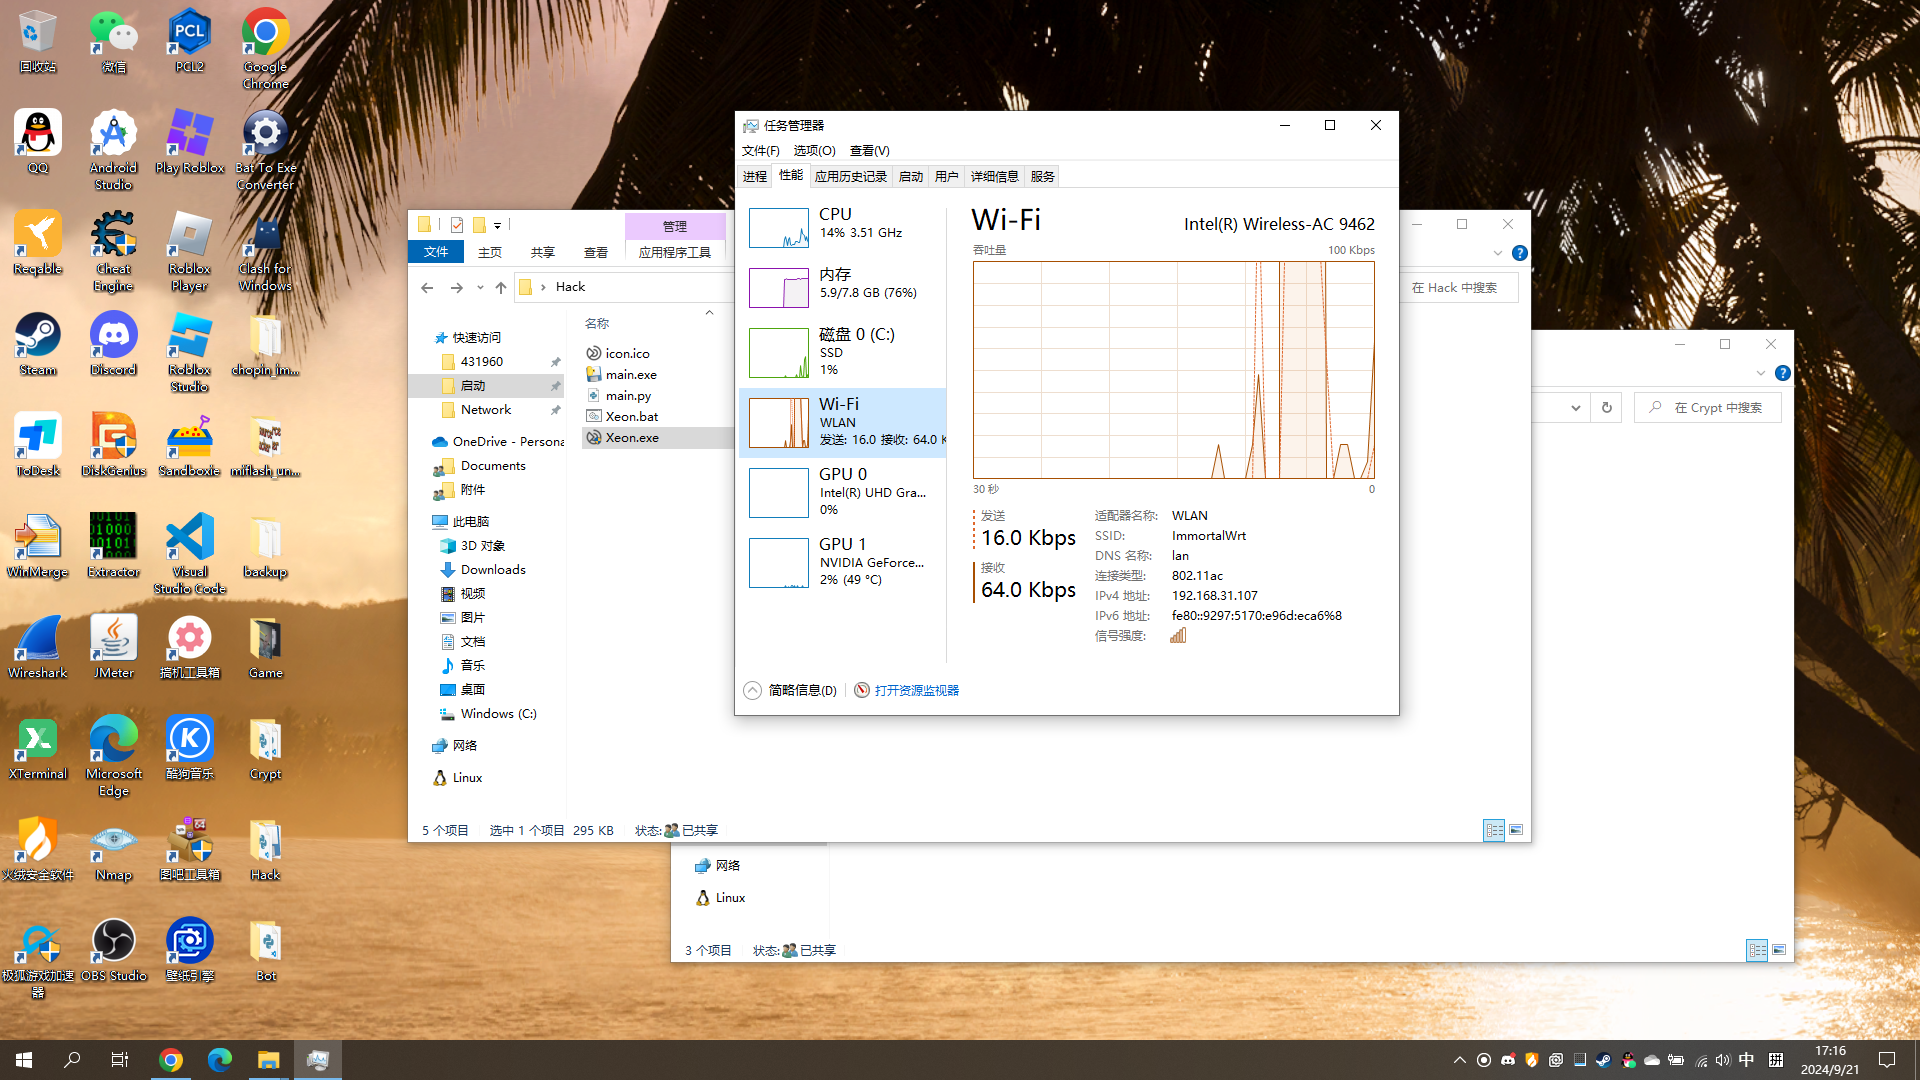 回收站
微信
PCL
PCL2
Google
Chrome
QQ
Android
Studio
Play Roblox
Bat To Exe
Converter
Reqable
Cheat
Engine
Roblox
Player
Clash for
Windows
Steam
Discord
Roblox
Studio
chopin_im...
ToDesk
DiskGenius
Sandboxie
miflash_un...
WinMerge
Extractor
Visual
Studio Code
backup
Wireshark
JMeter
搞机工具箱
Game
XTerminal
Microsoft
Edge
酷狗音乐
Crypt
火绒安全软件
Nmap
图吧工具箱
Hack
极狐游戏加速
器
OBS Studio
壁纸引擎
Bot
管理
文件
主页
共享
查看
应用程序工具
Hack
在 Hack 中搜索
快速访问
431960
启动
Network
OneDrive - Persona
Documents
附件
此电脑
3D 对象
Downloads
视频
图片
文档
音乐
桌面
Windows (C:)
网络
Linux
名称
icon.ico
main.exe
main.py
Xeon.bat
Xeon.exe
5 个项目
选中 1 个项目 295 KB
状态: 已共享
任务管理器
文件(F) 选项(O) 查看(V)
进程 性能 应用历史记录 启动 用户 详细信息 服务
CPU
14% 3.51 GHz
内存
5.9/7.8 GB (76%)
磁盘 0 (C:)
SSD
1%
Wi-Fi
WLAN
发送: 16.0 接收: 64.0 K
GPU 0
Intel(R) UHD Gra...
0%
GPU 1
NVIDIA GeForce...
2% (49 °C)
Wi-Fi
Intel(R) Wireless-AC 9462
吞吐量
100 Kbps
30 秒
0
发送
16.0 Kbps
接收
64.0 Kbps
适配器名称: WLAN
SSID: ImmortalWrt
DNS 名称: lan
连接类型: 802.11ac
IPv4 地址: 192.168.31.107
IPv6 地址: fe80::9297:5170:e96d:eca6%8
信号强度:
简略信息(D)
打开资源监视器
在 Crypt 中搜索
网络
Linux
3 个项目
状态: 已共享
中
拼
17:16
2024/9/21